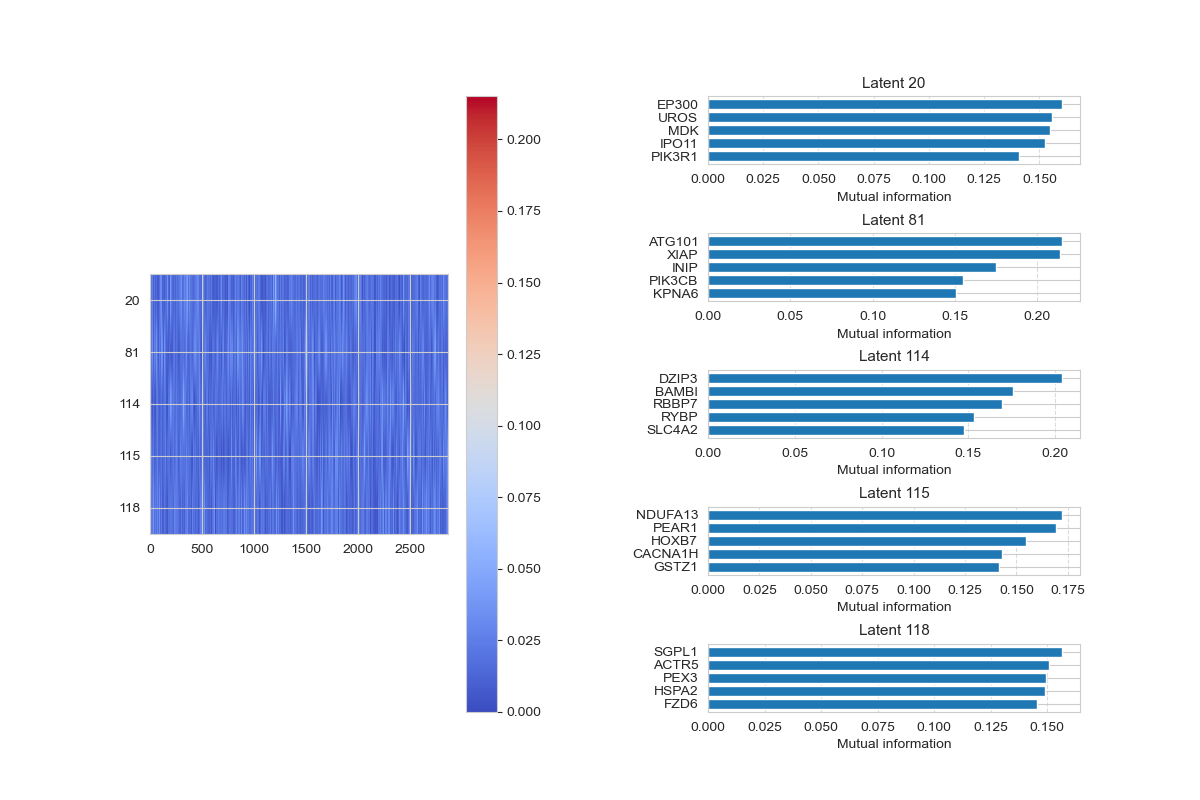 20
81
114
115
118
0 500 1000 1500 2000 2500
0.200
0.175
0.150
0.125
0.100
0.075
0.050
0.025
0.000
Latent 20
EP300
UROS
MDK
IPO11
PIK3R1
0.000 0.025 0.050 0.075 0.100 0.125 0.150
Mutual information
Latent 81
ATG101
XIAP
INIP
PIK3CB
KPNA6
0.00 0.05 0.10 0.15 0.20
Mutual information
Latent 114
DZIP3
BAMBI
RBBP7
RYBP
SLC4A2
0.00 0.05 0.10 0.15 0.20
Mutual information
Latent 115
NDUFA13
PEAR1
HOXB7
CACNA1H
GSTZ1
0.000 0.025 0.050 0.075 0.100 0.125 0.150 0.175
Mutual information
Latent 118
SGPL1
ACTR5
PEX3
HSPA2
FZD6
0.000 0.025 0.050 0.075 0.100 0.125 0.150
Mutual information